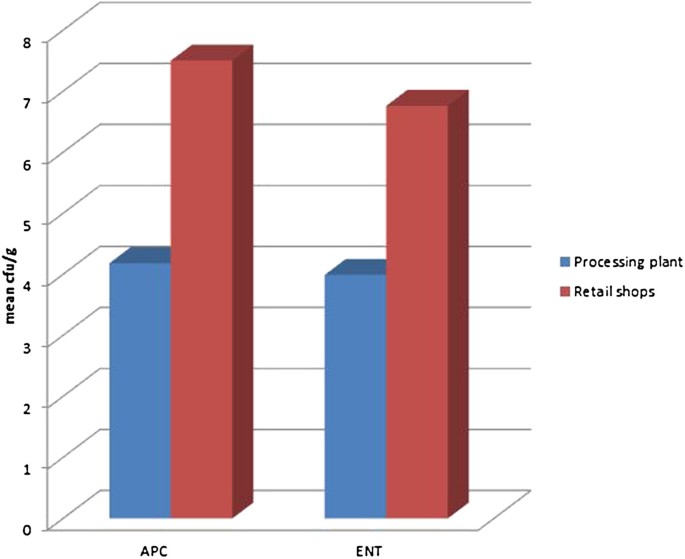 8
7
6
5
4
3
2
1
0
mean cfu/g
APC
ENT
Processing plant
Retail shops